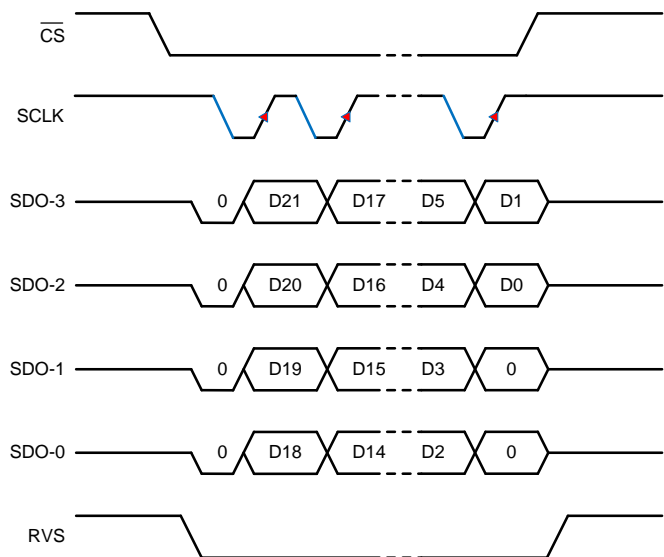 CS
SCLK
SDO-3 0 D21 D17 D5 D1
SDO-2 0 D20 D16 D4 D0
SDO-1 0 D19 D15 D3 0
SDO-0 0 D18 D14 D2 0
RVS